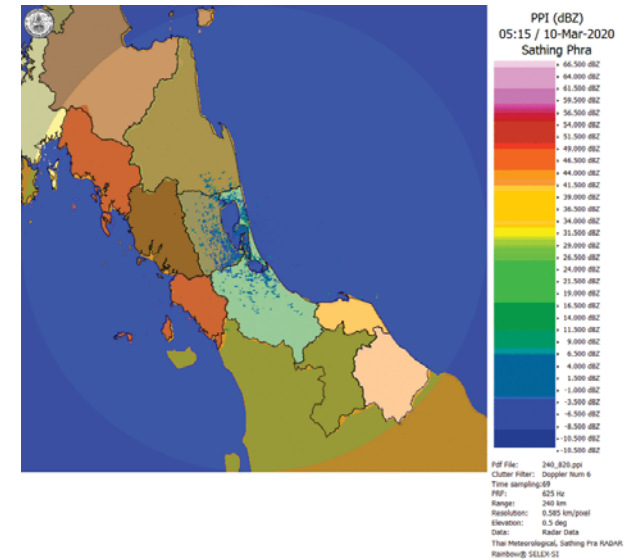 PPI (dBZ)
05:15 / 10-Mar-2020
Sathing Phra
66.500 dBZ
64.000 dBZ
61.500 dBZ
59.500 dBZ
56.500 dBZ
54.000 dBZ
51.500 dBZ
49.000 dBZ
46.500 dBZ
44.000 dBZ
41.500 dBZ
39.000 dBZ
36.500 dBZ
34.000 dBZ
31.500 dBZ
29.000 dBZ
26.500 dBZ
24.000 dBZ
21.500 dBZ
19.000 dBZ
16.500 dBZ
14.000 dBZ
11.500 dBZ
9.000 dBZ
6.500 dBZ
4.000 dBZ
1.500 dBZ
-1.000 dBZ
-3.500 dBZ
-6.500 dBZ
-10.500 dBZ
-10.500 dBZ
Pdf File: 240_820.ppi
Clutter Filter: Doppler Num 6
Time sampling:69
PRF: 625 Hz
Range: 240 km
Resolution: 0.585 km/pixel
Elevation: 0.5 deg
Data: Radar Data
Thai Meteorological, Sathing Pra RADAR
Rainbow® SELEX-SI